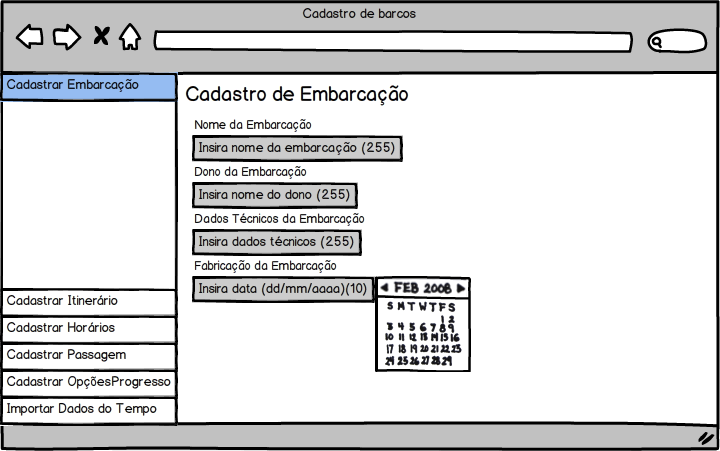 Cadastro de barcos
Cadastrar Embarcação
Cadastro de Embarcação
Nome da Embarcação
Insira nome da embarcação (255)
Dono da Embarcação
Insira nome do dono (255)
Dados Técnicos da Embarcação
Insira dados técnicos (255)
Fabricação da Embarcação
Insira data (dd/mm/aaaa)(10)
FEB 2008
S M T W T F S
1 2
3 4 5 6 7 8 9
10 11 12 13 14 15 16
17 18 19 20 21 22 23
24 25 26 27 28 29
Cadastrar Itinerário
Cadastrar Horários
Cadastrar Passagem
Cadastrar OpçõesProgresso
Importar Dados do Tempo